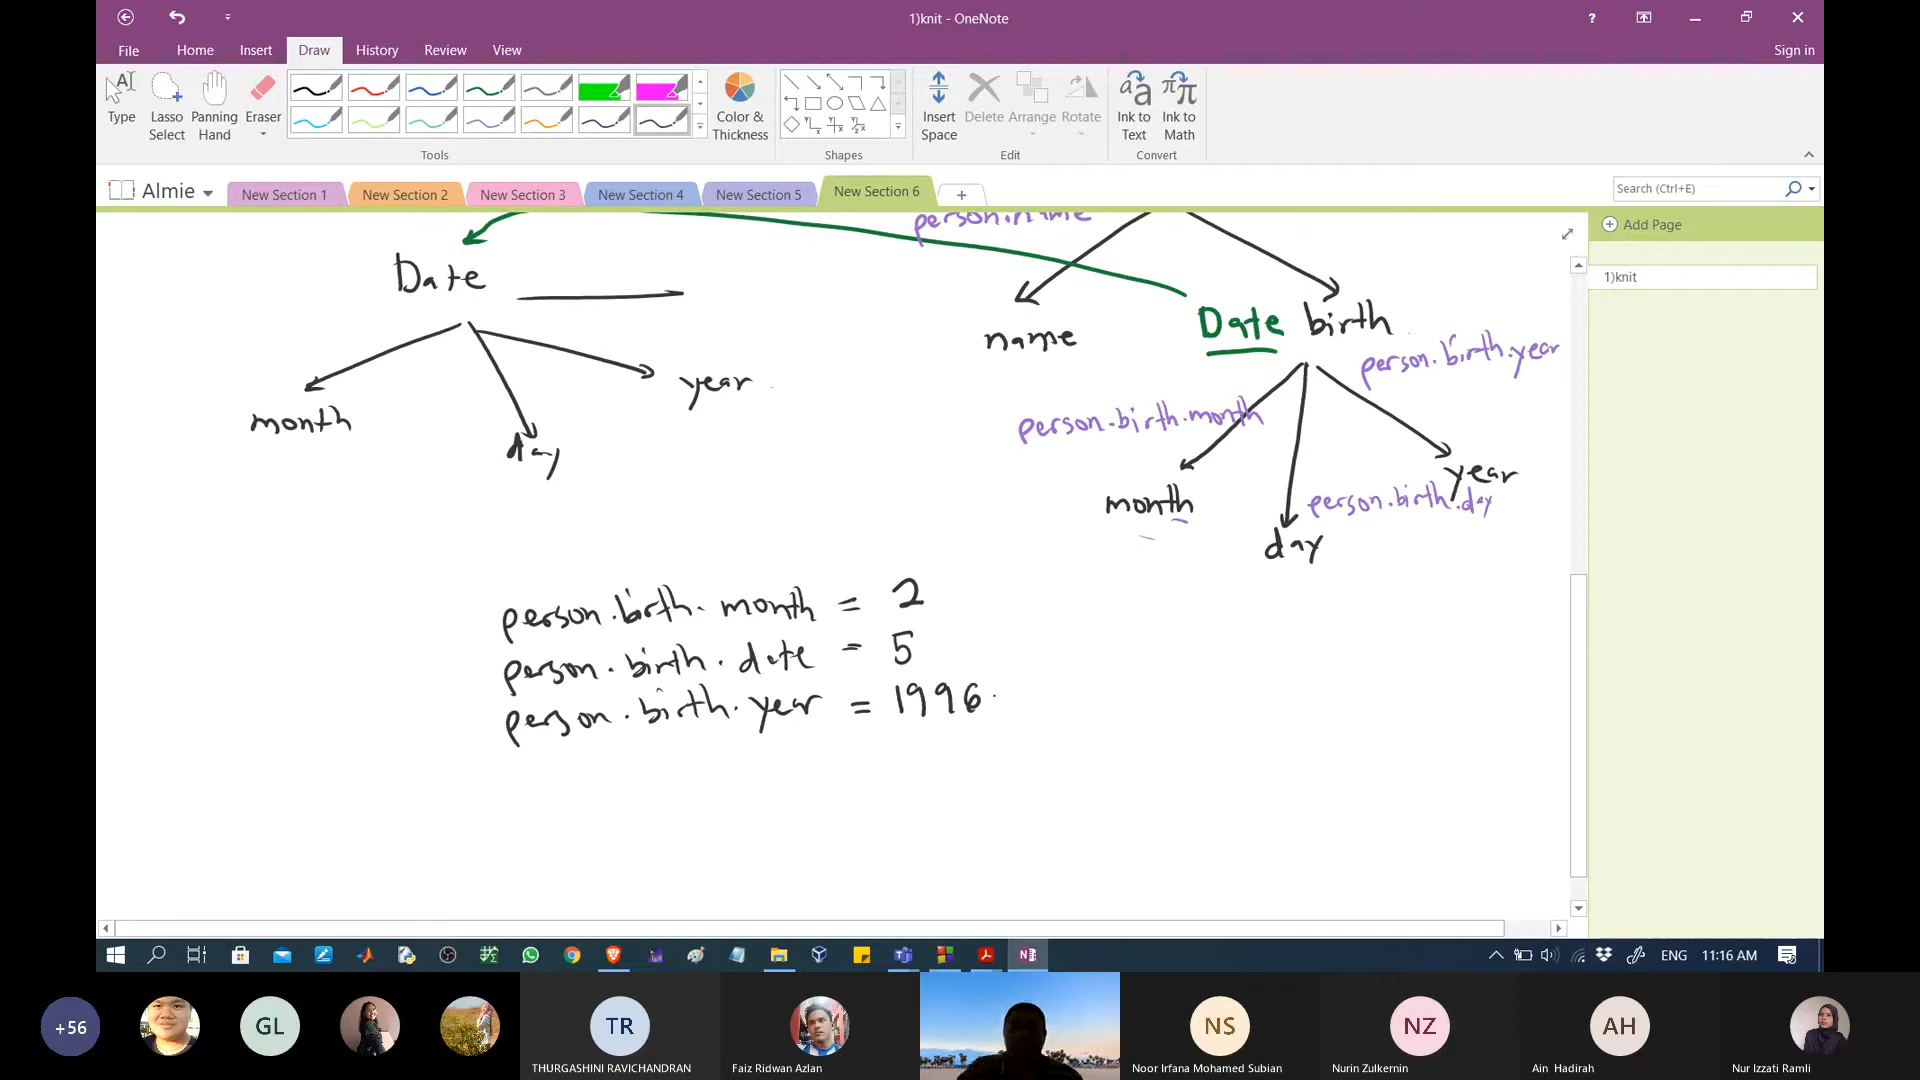 1)knit - OneNote
?
File
Home
Insert
Draw
History
Review
View
Sign in
Type
Lasso Select
Panning Hand
Eraser
Color & Thickness
Insert Space
Delete
Arrange
Rotate
Ink to Text
Ink to Math
Tools
Shapes
Edit
Convert
Almie
New Section 1
New Section 2
New Section 3
New Section 4
New Section 5
New Section 6
+
Search (Ctrl+E)
Add Page
1)knit
person.name
Date
month
day
year
name
Date birth
person.birth.year
person.birth.month
month
year
person.birth.day
day
person.birth.month = 2
person.birth.date = 5
person.birth.year = 1996
ENG
11:16 AM
+56
GL
TR
NS
NZ
AH
THURGASHINI RAVICHANDRAN
Faiz Ridwan Azlan
Noor Irfana Mohamed Subian
Nurin Zulkernin
Ain Hadirah
Nur Izzati Ramli